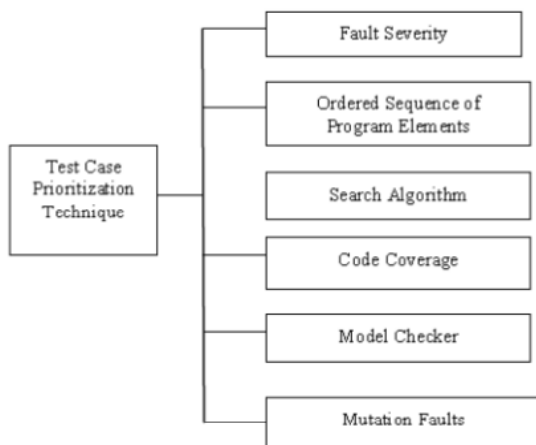 Fault Severity
Ordered Sequence of
Program Elements
Test Case
Prioritization
Technique
Search Algorithm
Code Coverage
Model Checker
Mutation Faults